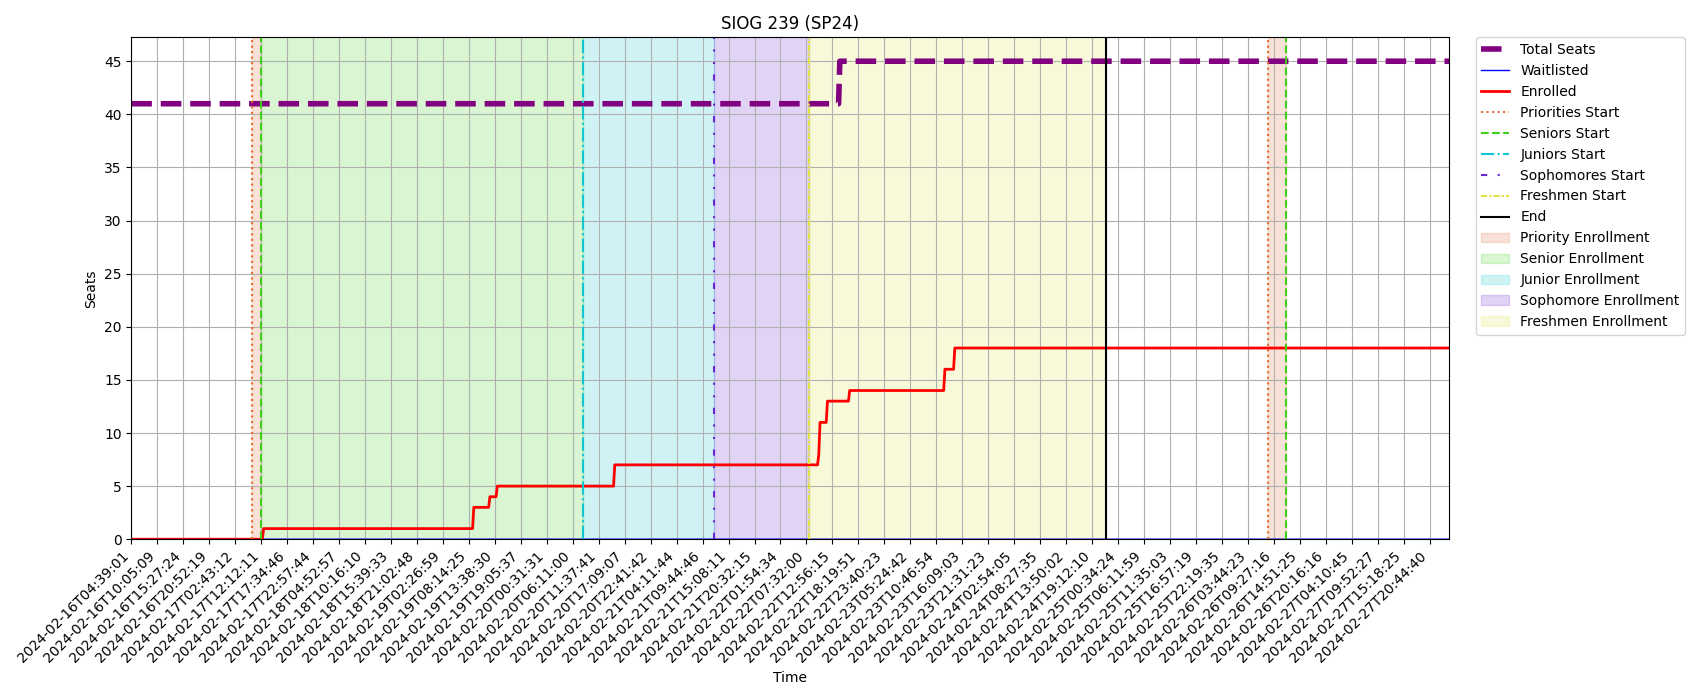 SIOG 239 (SP24)
Seats
45
40
35
30
25
20
15
10
5
0
2024-02-16T04:39:01
2024-02-16T10:05:09
2024-02-16T15:27:24
2024-02-16T20:52:19
2024-02-17T02:43:12
2024-02-17T12:12:11
2024-02-17T17:34:46
2024-02-17T22:57:44
2024-02-18T04:52:57
2024-02-18T10:16:10
2024-02-18T15:39:33
2024-02-18T21:02:48
2024-02-19T02:26:59
2024-02-19T08:14:25
2024-02-19T13:38:30
2024-02-19T19:05:37
2024-02-20T00:31:31
2024-02-20T06:11:00
2024-02-20T11:37:41
2024-02-20T17:09:07
2024-02-20T22:41:42
2024-02-21T04:11:44
2024-02-21T09:44:46
2024-02-21T15:08:11
2024-02-21T20:32:15
2024-02-22T01:54:34
2024-02-22T07:32:00
2024-02-22T12:56:15
2024-02-22T18:19:51
2024-02-22T23:40:23
2024-02-23T05:24:42
2024-02-23T10:46:54
2024-02-23T16:09:03
2024-02-23T21:31:23
2024-02-24T02:54:05
2024-02-24T08:27:35
2024-02-24T13:50:02
2024-02-24T19:12:10
2024-02-25T00:34:24
2024-02-25T06:11:59
2024-02-25T11:35:03
2024-02-25T16:57:19
2024-02-25T22:19:35
2024-02-26T03:44:23
2024-02-26T09:27:16
2024-02-26T14:51:25
2024-02-26T20:16:16
2024-02-27T04:10:45
2024-02-27T09:52:27
2024-02-27T15:18:25
2024-02-27T20:44:40
Time
Total Seats
Waitlisted
Enrolled
Priorities Start
Seniors Start
Juniors Start
Sophomores Start
Freshmen Start
End
Priority Enrollment
Senior Enrollment
Junior Enrollment
Sophomore Enrollment
Freshmen Enrollment